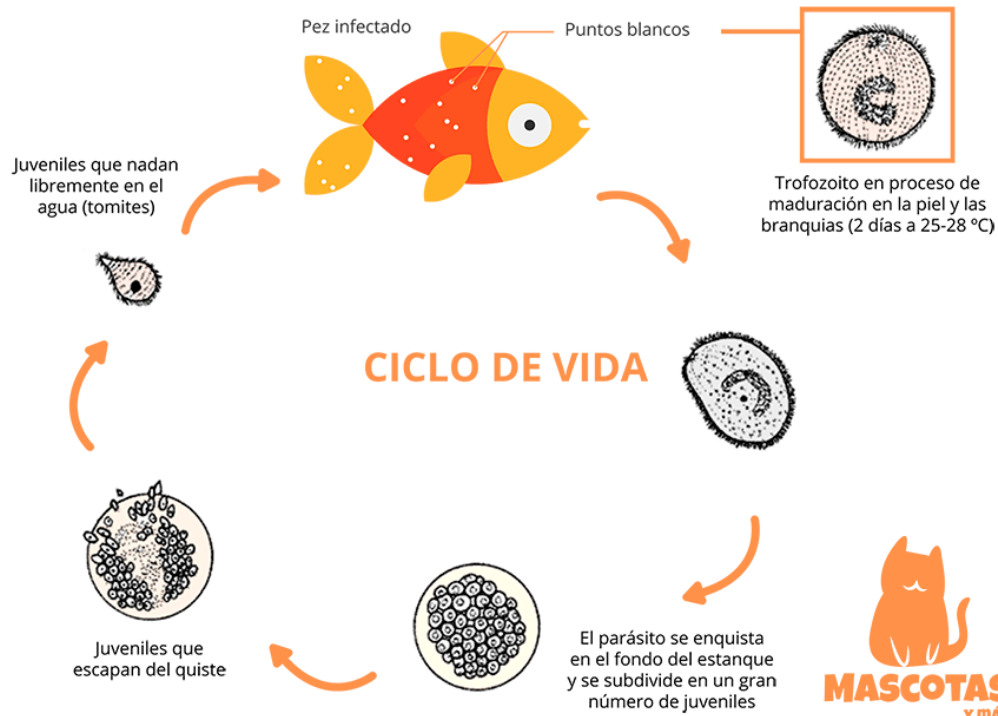 Pez infectado
Puntos blancos
Trofozoito en proceso de
maduración en la piel y las
branquias (2 días a 25-28 ºC)
Juveniles que nadan
libremente en el
agua (tomites)
CICLO DE VIDA
El parásito se enquista
en el fondo del estanque
y se subdivide en un gran
número de juveniles
Juveniles que
escapan del quiste
MASCOTAS